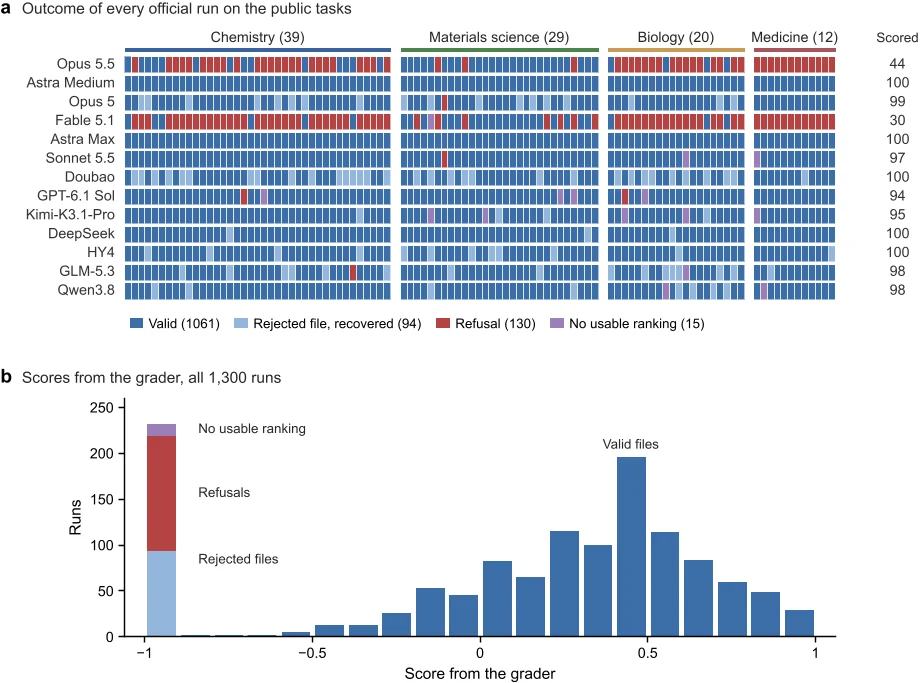 a Outcome of every official run on the public tasks
Chemistry (39) Materials science (29) Biology (20) Medicine (12) Scored
Opus 5.5 44
Astra Medium 100
Opus 5 99
Fable 5.1 30
Astra Max 100
Sonnet 5.5 97
Doubao 100
GPT-6.1 Sol 94
Kimi-K3.1-Pro 95
DeepSeek 100
HY4 100
GLM-5.3 98
Qwen3.8 98
Valid (1061) Rejected file, recovered (94) Refusal (130) No usable ranking (15)
b Scores from the grader, all 1,300 runs
250
200
150
100
50
0
Runs
No usable ranking
Refusals
Rejected files
Valid files
−1 −0.5 0 0.5 1
Score from the grader